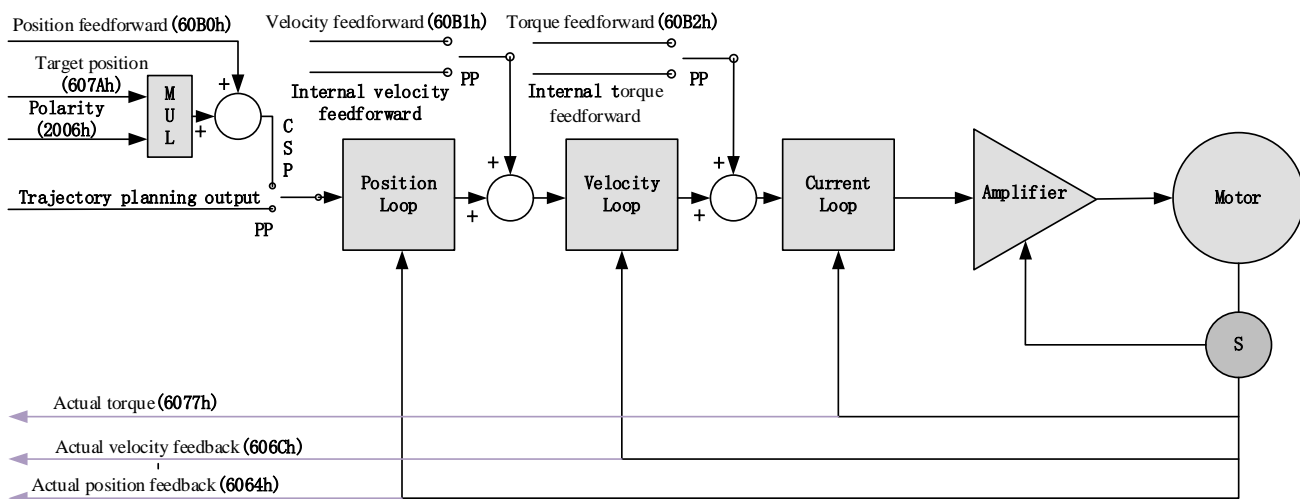 Position feedforward (60B0h)
Velocity feedforward (60B1h)
Torque feedforward (60B2h)
Target position
(607Ah)
Polarity
(2006h)
M
U
L
+
+
C
S
P
PP
Internal velocity
feedforward
PP
Internal torque
feedforward
+
+
Trajectory planning output
PP
Position
Loop
+
Velocity
Loop
+
Current
Loop
Amplifier
Motor
S
Actual torque (6077h)
Actual velocity feedback (606Ch)
Actual position feedback (6064h)